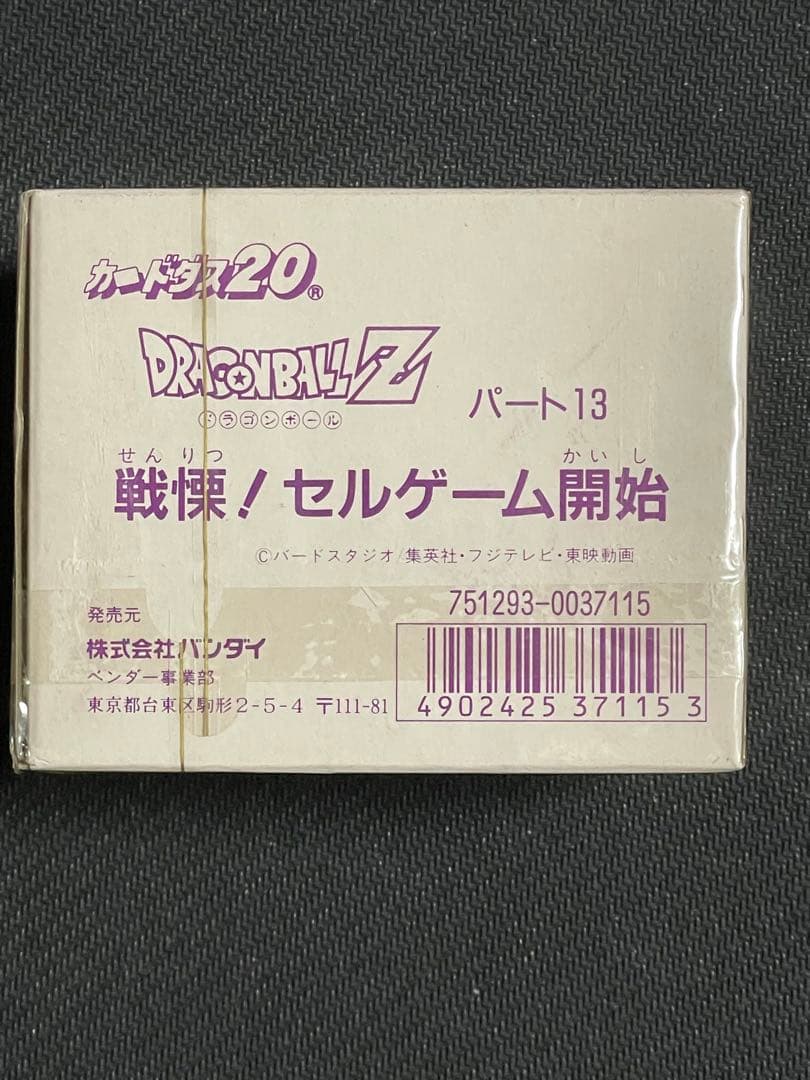 カードダス20®
DRAGONBALL Z
ドラゴンボール
パート13
せんりつ かいし
戦慄!セルゲーム開始
©バードスタジオ/集英社・フジテレビ・東映動画
751293-0037115
発売元
株式会社バンダイ
ベンダー事業部
東京都台東区駒形2-5-4 〒111-81
4902425 371153